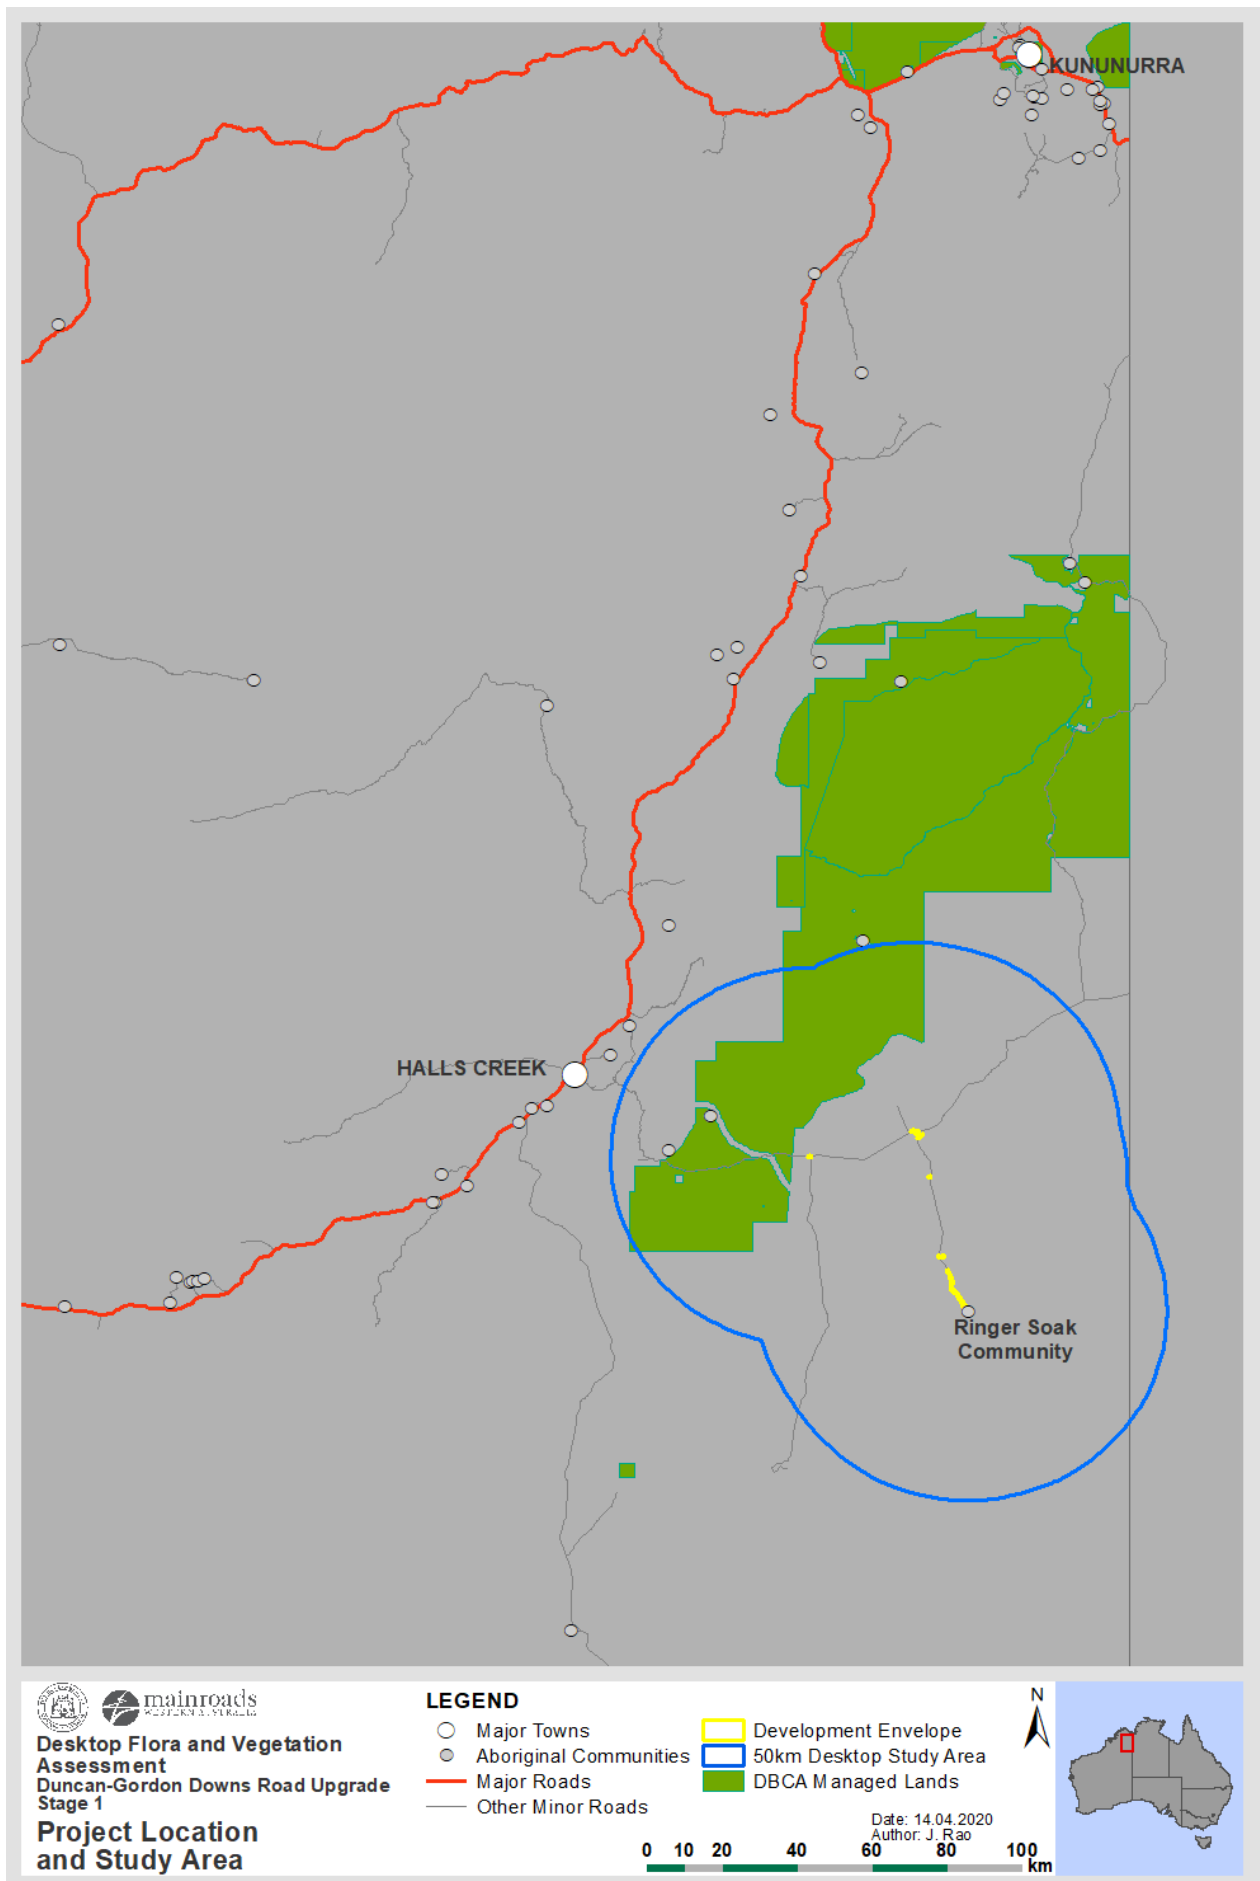 KUNUNURRA
HALLS CREEK
Ringer Soak
Community
mainroads
WESTERN AUSTRALIA
Desktop Flora and Vegetation
Assessment
Duncan-Gordon Downs Road Upgrade
Stage 1
Project Location
and Study Area
LEGEND
Major Towns
Aboriginal Communities
Major Roads
Other Minor Roads
Development Envelope
50km Desktop Study Area
DBCA Managed Lands
Date: 14.04.2020
Author: J. Rao
0 10 20 40 60 80 100
km
N